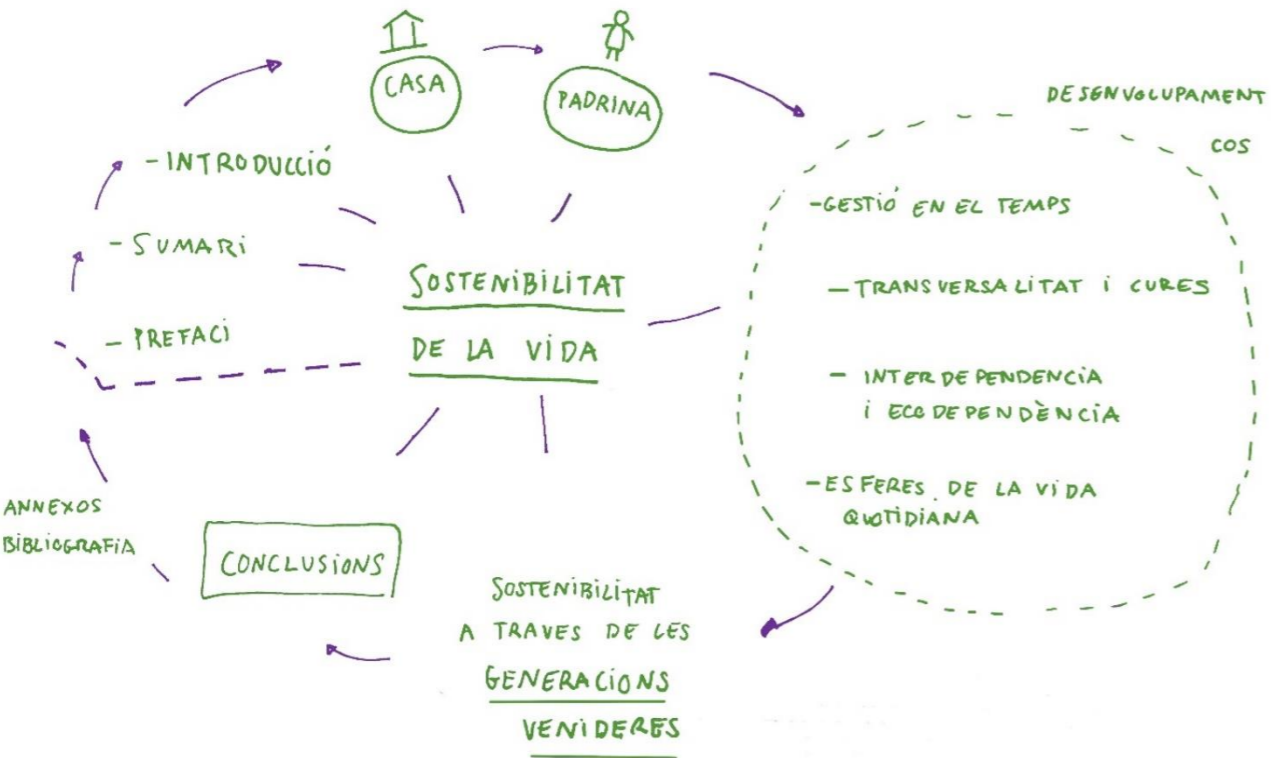 CASA
PADRINA
DESENVOLUPAMENT
COS
- INTRODUCCIÓ
- SUMARI
- PREFACI
SOSTENIBILITAT
DE LA VIDA
- GESTIÓ EN EL TEMPS
- TRANSVERSALITAT I CURES
- INTERDEPENDENCIA
I ECODEPENDÈNCIA
- ESFERES DE LA VIDA
QUOTIDIANA
ANNEXOS
BIBLIOGRAFIA
CONCLUSIONS
SOSTENIBILITAT
A TRAVES DE LES
GENERACIONS
VENIDERES